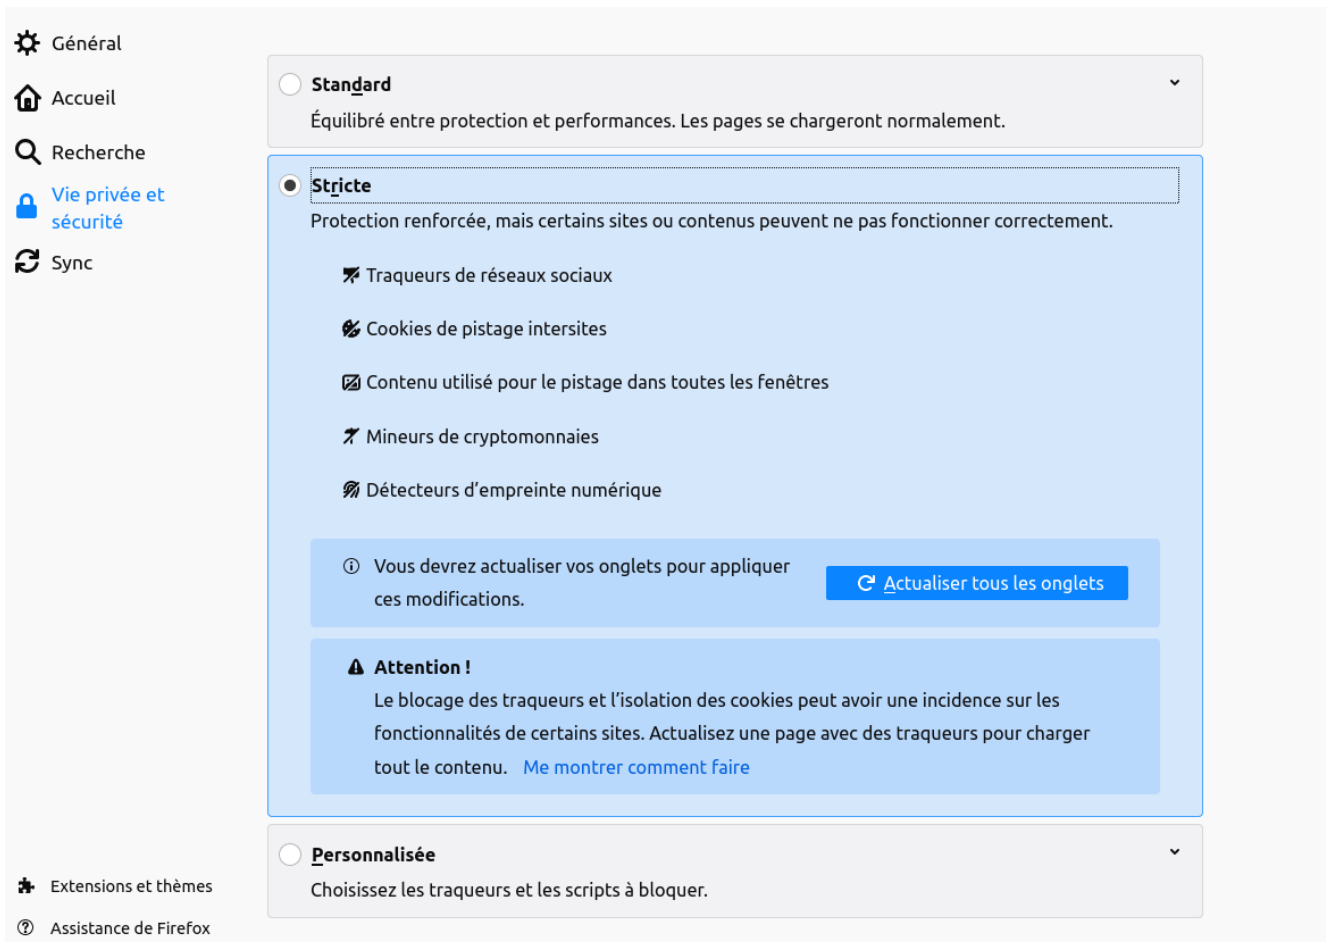 Général
Accueil
Recherche
Vie privée et
sécurité
Sync
Extensions et thèmes
Assistance de Firefox
Standard
Équilibré entre protection et performances. Les pages se chargeront normalement.
Stricte
Protection renforcée, mais certains sites ou contenus peuvent ne pas fonctionner correctement.
Traqueurs de réseaux sociaux
Cookies de pistage intersites
Contenu utilisé pour le pistage dans toutes les fenêtres
Mineurs de cryptomonnaies
Détecteurs d’empreinte numérique
Vous devrez actualiser vos onglets pour appliquer
ces modifications.
Actualiser tous les onglets
Attention !
Le blocage des traqueurs et l’isolation des cookies peut avoir une incidence sur les
fonctionnalités de certains sites. Actualisez une page avec des traqueurs pour charger
tout le contenu. Me montrer comment faire
Personnalisée
Choisissez les traqueurs et les scripts à bloquer.